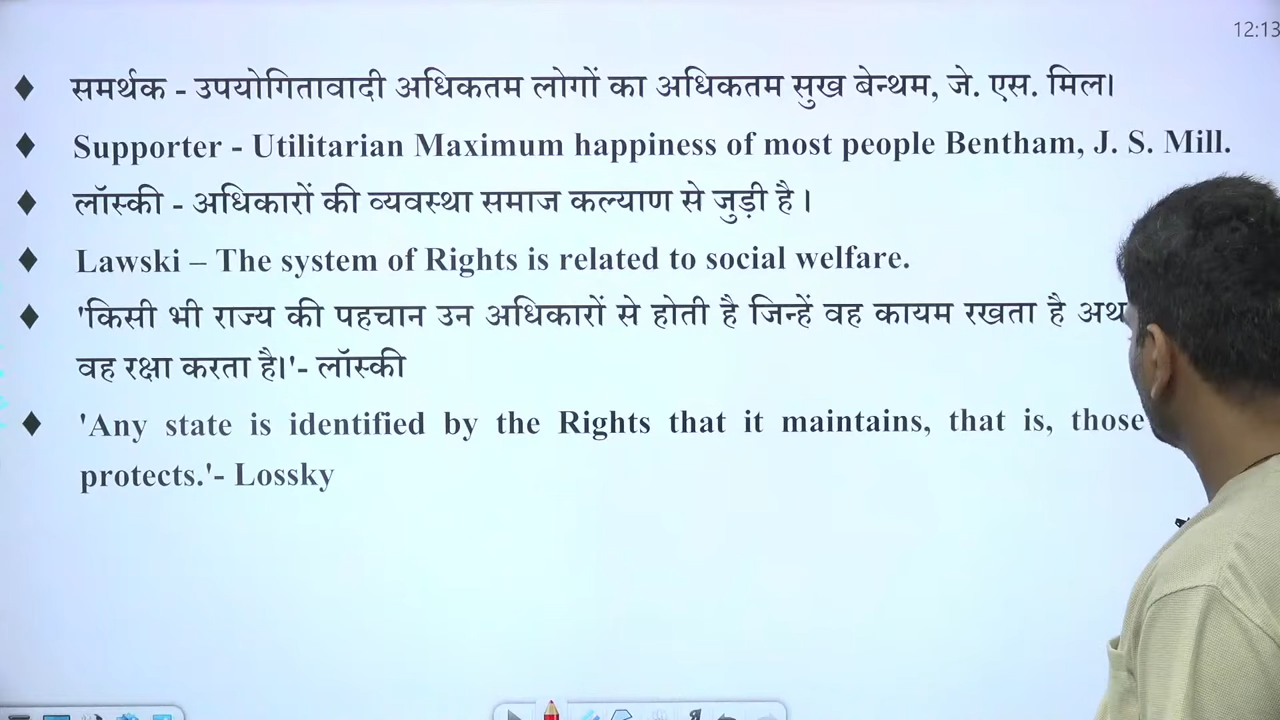 12:13
♦ समर्थक - उपयोगितावादी अधिकतम लोगों का अधिकतम सुख बेन्थम, जे. एस. मिल।
♦ Supporter - Utilitarian Maximum happiness of most people Bentham, J. S. Mill.
♦ लॉस्की - अधिकारों की व्यवस्था समाज कल्याण से जुड़ी है।
♦ Lawski – The system of Rights is related to social welfare.
♦ 'किसी भी राज्य की पहचान उन अधिकारों से होती है जिन्हें वह कायम रखता है
वह रक्षा करता है।'- लॉस्की
♦ 'Any state is identified by the Rights that it maintains, that is, those
protects.'- Lossky